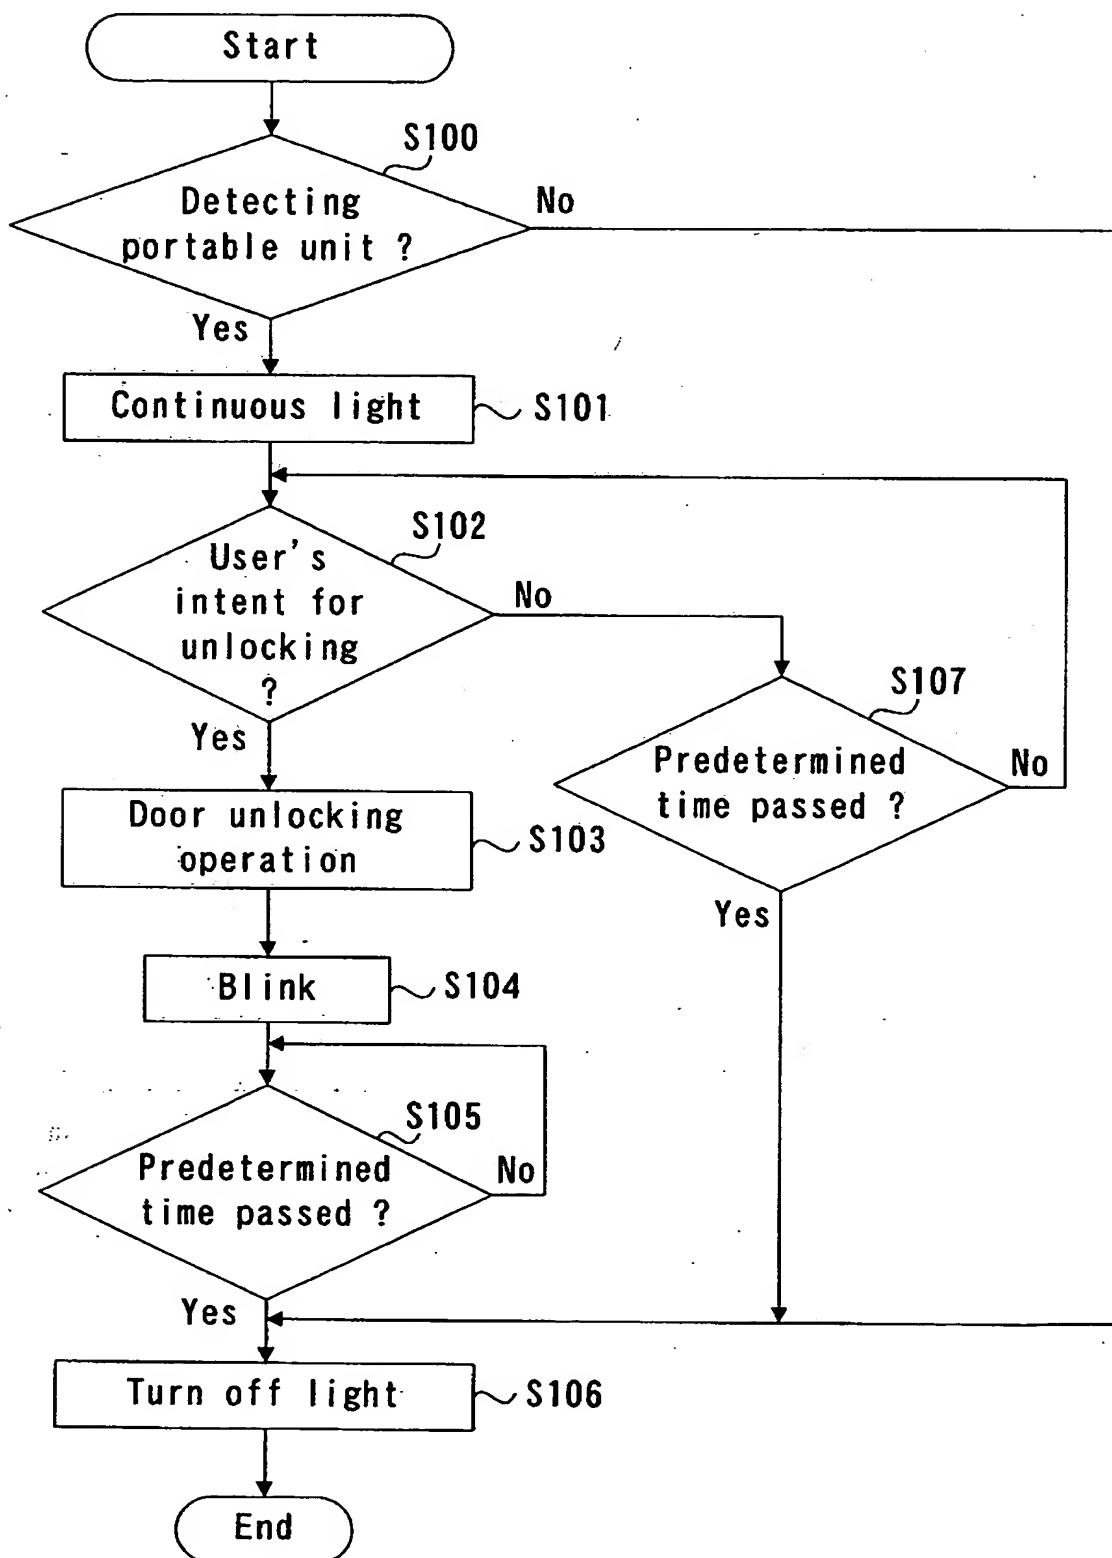 Start
S100
Detecting
portable unit ?
No
Yes
Continuous light
S101
S102
User's
intent for
unlocking
?
No
Yes
S107
Predetermined
time passed ?
No
Yes
Door unlocking
operation
S103
Blink
S104
S105
Predetermined
time passed ?
No
Yes
Turn off light
S106
End